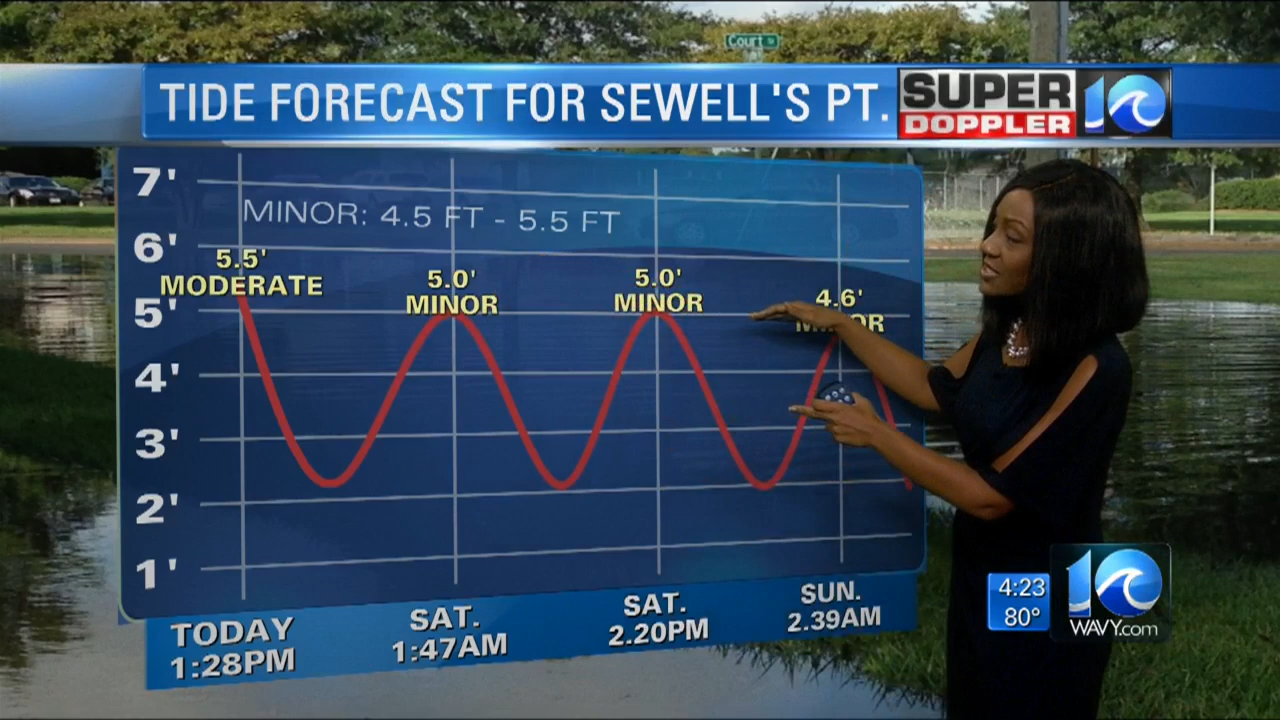 Court St
TIDE FORECAST FOR SEWELL'S PT.
SUPER
DOPPLER
10
7'
MINOR: 4.5 FT - 5.5 FT
6'
5.5'
MODERATE
5.0'
MINOR
5.0'
MINOR
4.6'
MINOR
5'
4'
3'
2'
1'
TODAY
1:28PM
SAT.
1:47AM
SAT.
2.20PM
SUN.
2.39AM
4:23
80°
10
WAVY.com